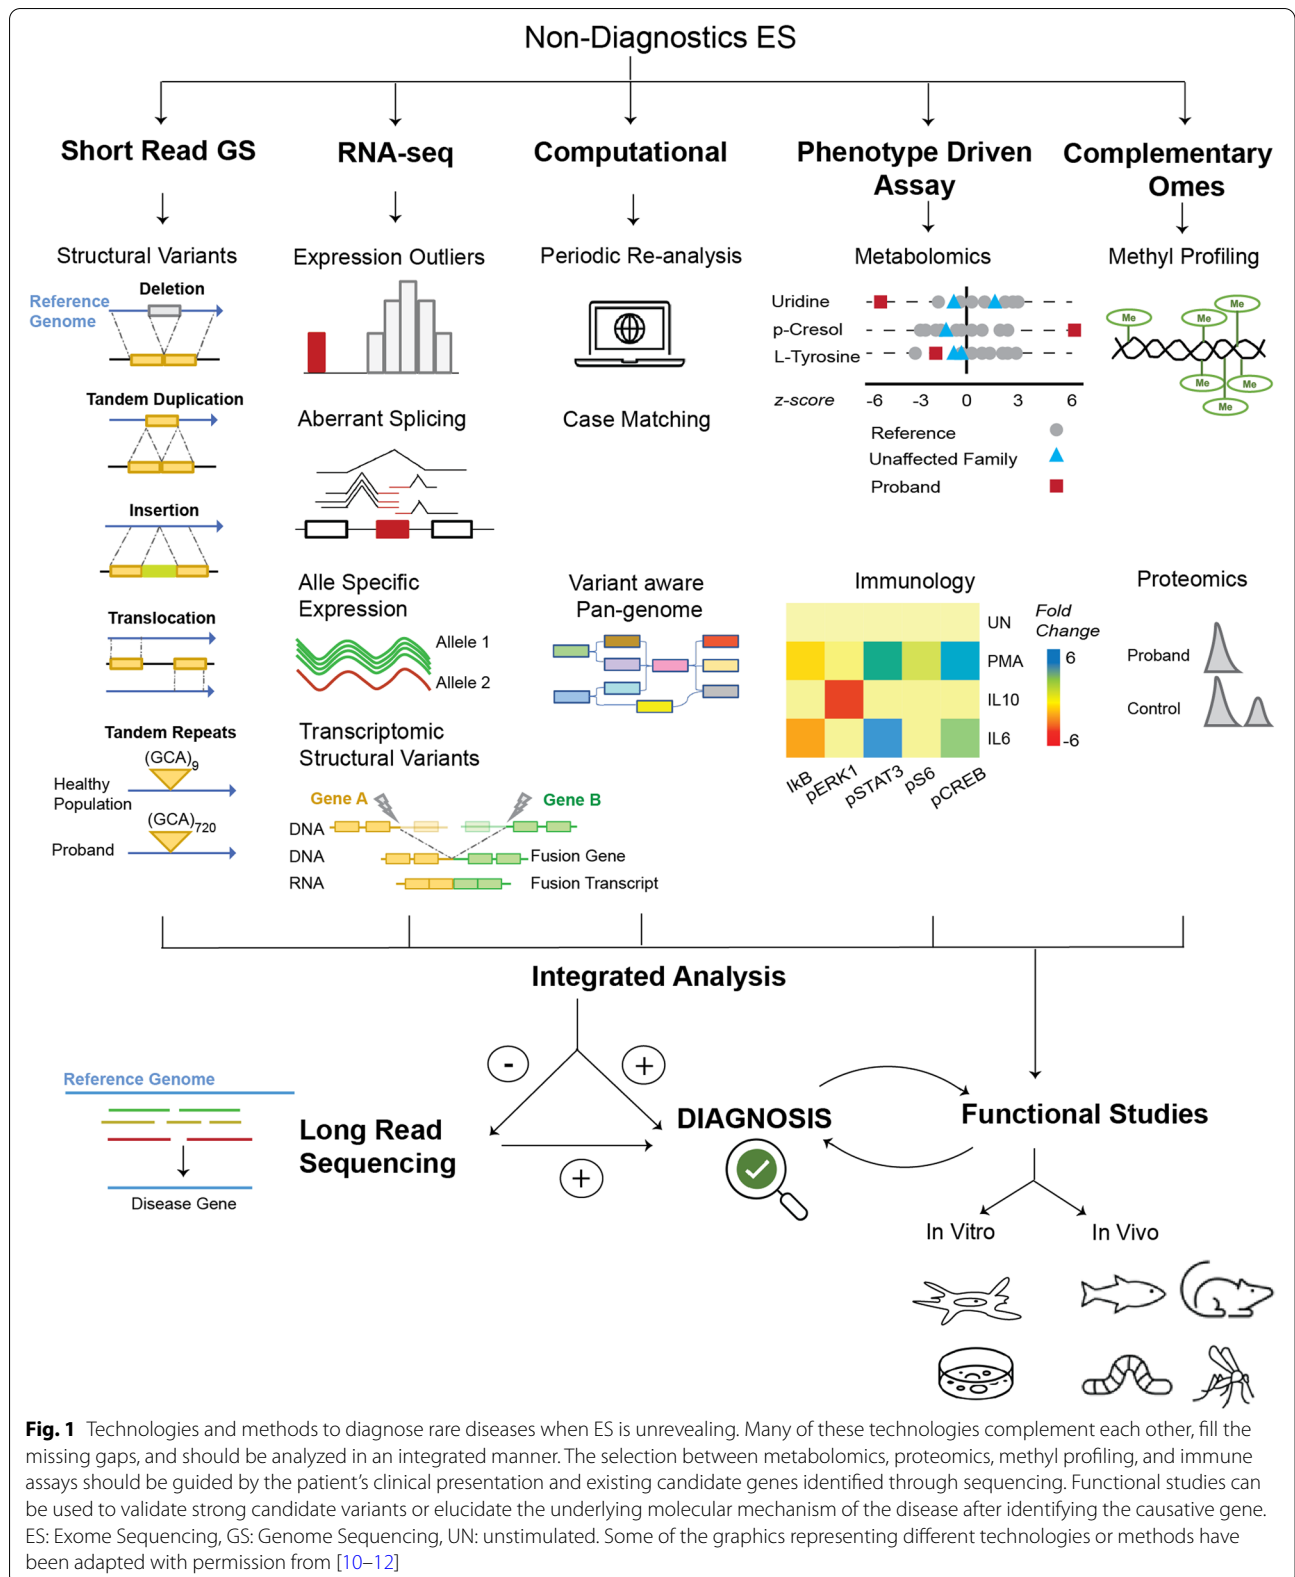 Non-Diagnostics ES
Short Read GS
Structural Variants
Reference
Genome
Deletion
Tandem Duplication
Insertion
Translocation
Tandem Repeats
(GCA)9
Healthy
Population
(GCA)720
Proband
RNA-seq
Expression Outliers
Aberrant Splicing
Alle Specific
Expression
Allele 1
Allele 2
Transcriptomic
Structural Variants
Gene A
Gene B
DNA
DNA
Fusion Gene
RNA
Fusion Transcript
Computational
Periodic Re-analysis
Case Matching
Variant aware
Pan-genome
Phenotype Driven
Assay
Metabolomics
Uridine
p-Cresol
L-Tyrosine
z-score -6 -3 0 3 6
Reference
Unaffected Family
Proband
Immunology
UN
PMA
IL10
IL6
IkB pERK1 pSTAT3 pS6 pCREB
Fold
Change
6
-6
Complementary
Omes
Methyl Profiling
Me
Me
Me
Me
Me
Me
Proteomics
Proband
Control
Integrated Analysis
-
+
Reference Genome
Disease Gene
Long Read
Sequencing
+
DIAGNOSIS
Functional Studies
In Vitro
In Vivo
Fig. 1 Technologies and methods to diagnose rare diseases when ES is unrevealing. Many of these technologies complement each other, fill the
missing gaps, and should be analyzed in an integrated manner. The selection between metabolomics, proteomics, methyl profiling, and immune
assays should be guided by the patient's clinical presentation and existing candidate genes identified through sequencing. Functional studies can
be used to validate strong candidate variants or elucidate the underlying molecular mechanism of the disease after identifying the causative gene.
ES: Exome Sequencing, GS: Genome Sequencing, UN: unstimulated. Some of the graphics representing different technologies or methods have
been adapted with permission from [10–12]